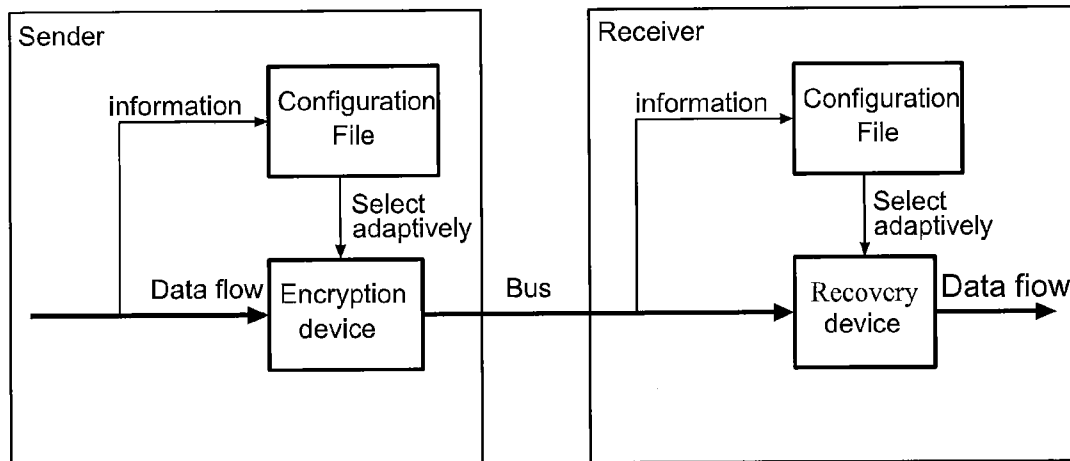 Sender
information
Configuration
File
Select
adaptively
Data flow
Encryption
device
Bus
Receiver
information
Configuration
File
Select
adaptively
Recovery
device
Data flow